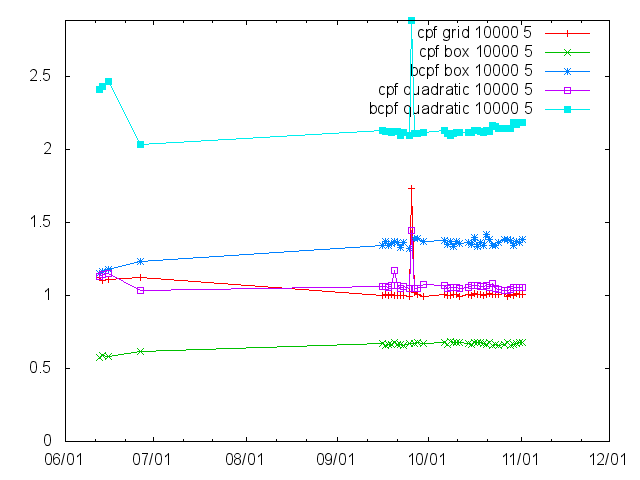 cpf grid 10000 5
cpf box 10000 5
bcpf box 10000 5
cpf quadratic 10000 5
bcpf quadratic 10000 5
2.5
2
1.5
1
0.5
0
06/01 07/01 08/01 09/01 10/01 11/01 12/01